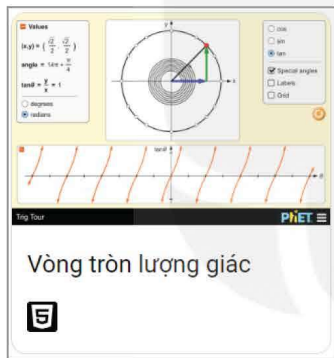 Values
(x,y) = ( √2/2 , √2/2 )
angle = 14π + π/4
tanθ = y/x = 1
degrees
radians
y
x
cos
sin
tan
Special angles
Labels
Grid
tanθ
θ
Trig Tour
PhET
Vòng tròn lượng giác
5